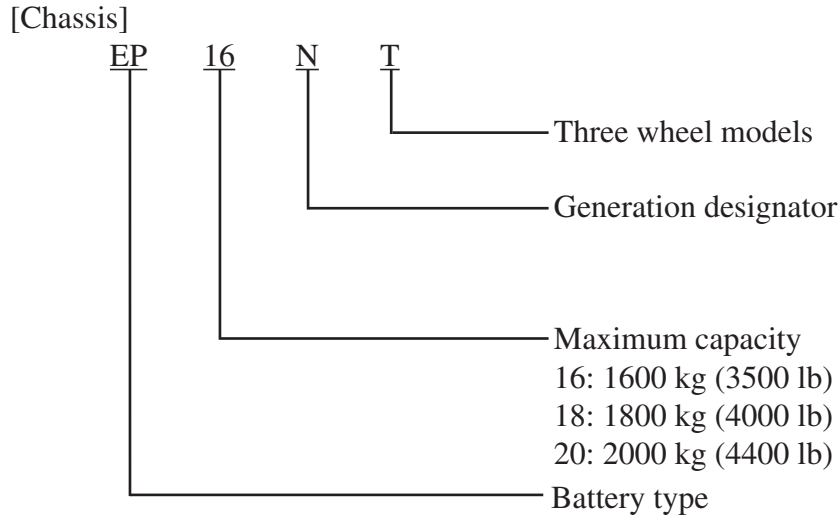 [Chassis]
EP 16 N T
Three wheel models
Generation designator
Maximum capacity
16: 1600 kg (3500 lb)
18: 1800 kg (4000 lb)
20: 2000 kg (4400 lb)
Battery type